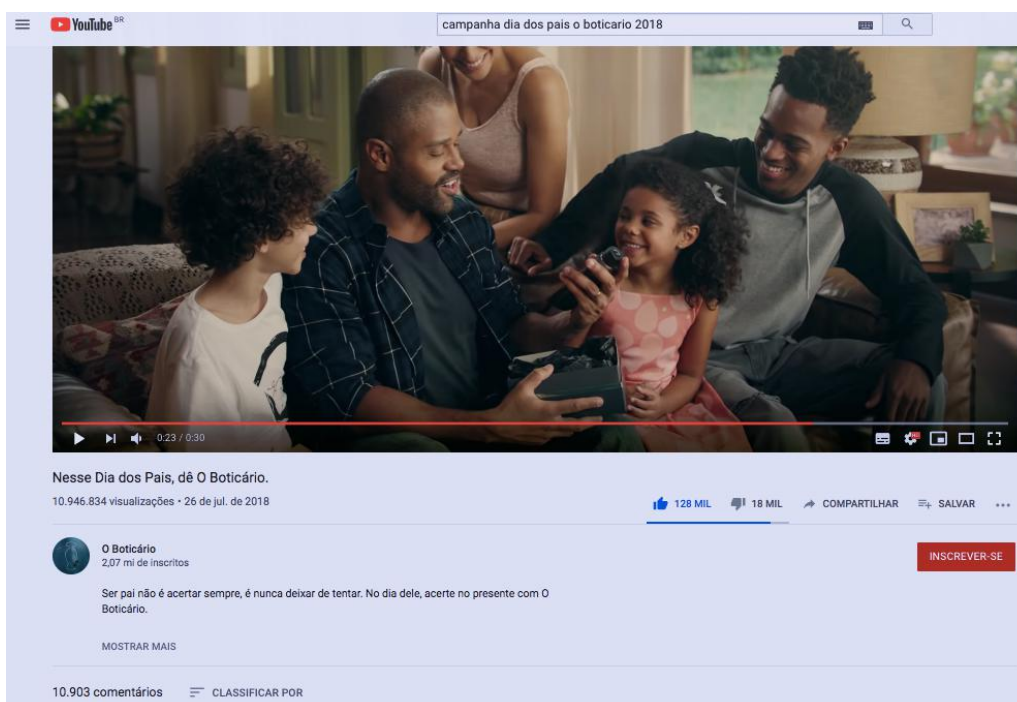 YouTube BR
campanha dia dos pais o boticario 2018
0:23 / 0:30
Nesse Dia dos Pais, dê O Boticário.
10.946.834 visualizações • 26 de jul. de 2018
128 MIL 18 MIL COMPARTILHAR SALVAR
O Boticário
2,07 mi de inscritos
INSCREVER-SE
Ser pai não é acertar sempre, é nunca deixar de tentar. No dia dele, acerte no presente com O
Boticário.
MOSTRAR MAIS
10.903 comentários CLASSIFICAR POR